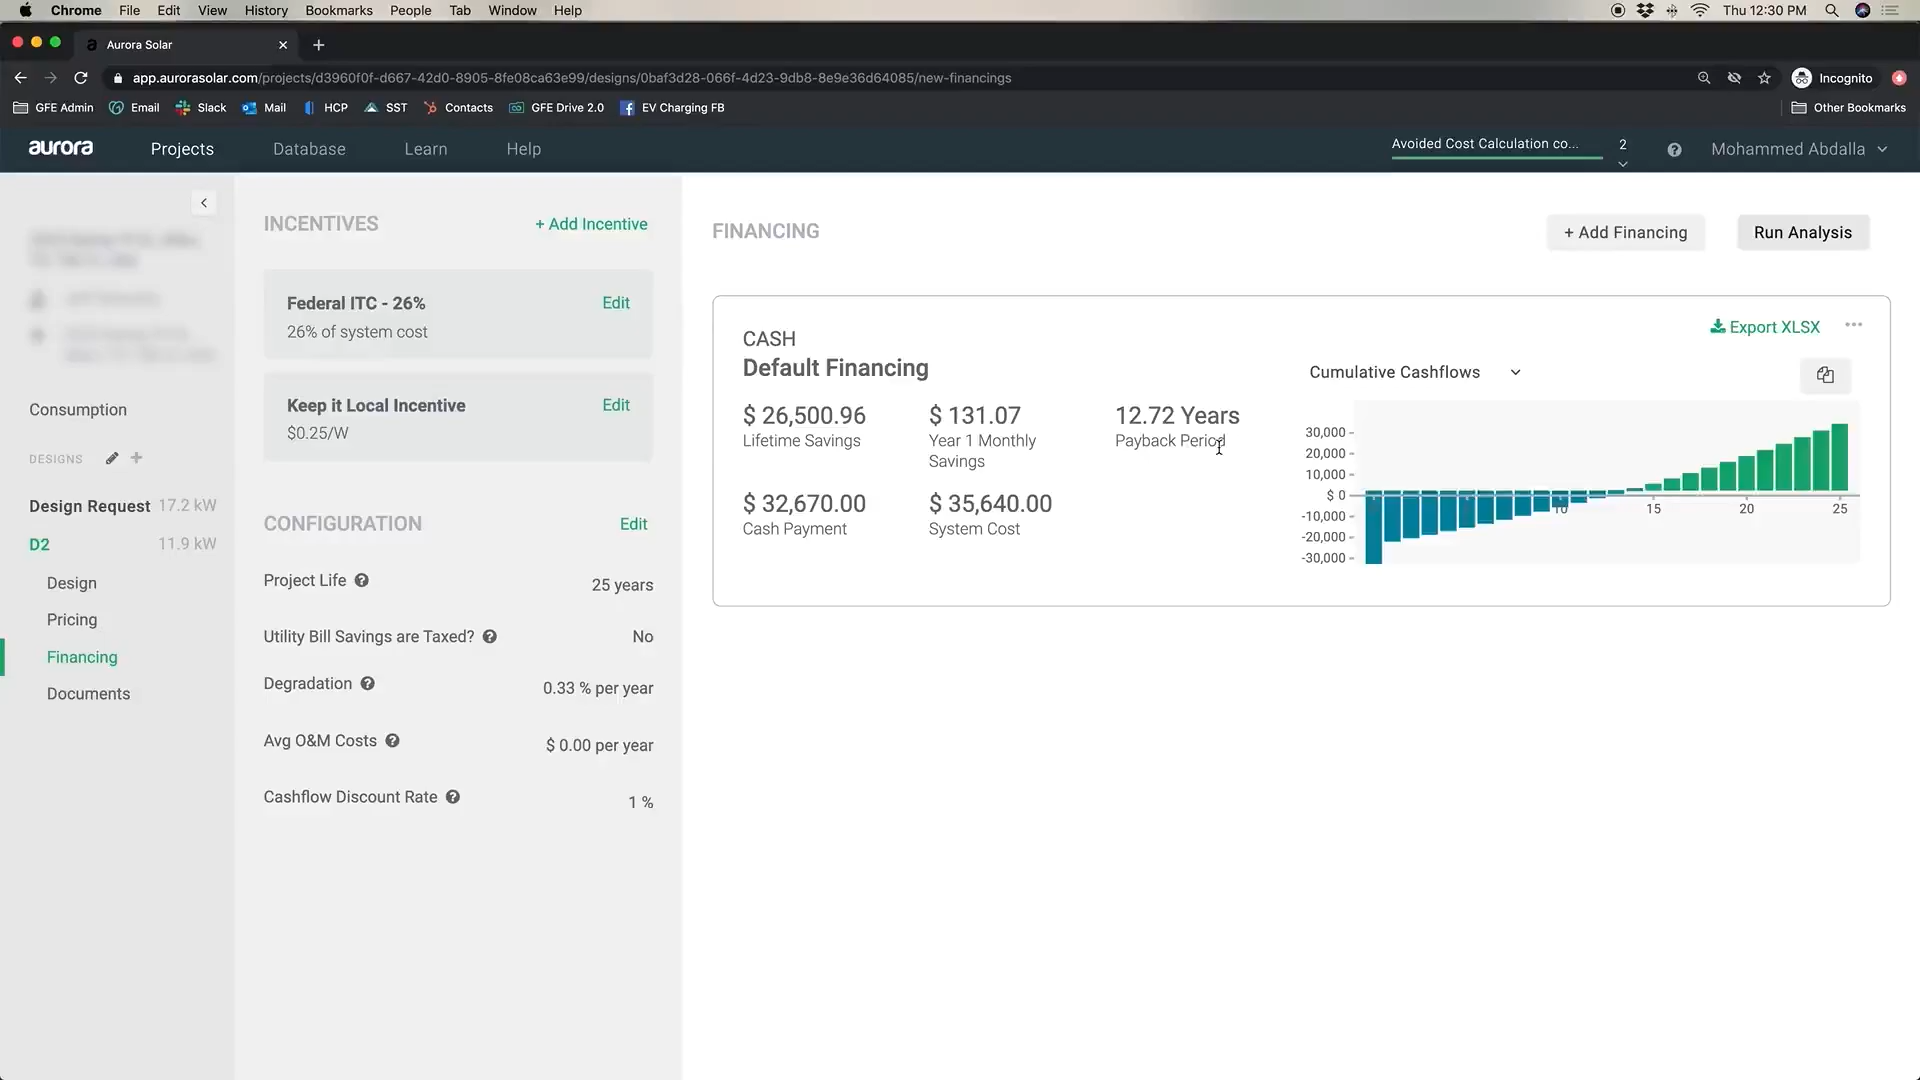 Chrome File Edit View History Bookmarks People Tab Window Help Thu 12:30 PM
Aurora Solar
app.aurorasolar.com/projects/d3960f0f-d667-42d0-8905-8fe08ca63e99/designs/0baf3d28-066f-4d23-9db8-8e9e36d64085/new-financings Incognito
GFE Admin Email Slack Mail HCP SST Contacts GFE Drive 2.0 EV Charging FB Other Bookmarks
aurora Projects Database Learn Help Avoided Cost Calculation co... 2 Mohammed Abdalla
Consumption
DESIGNS
Design Request 17.2 kW
D2 11.9 kW
Design
Pricing
Financing
Documents
INCENTIVES + Add Incentive
Federal ITC - 26% Edit
26% of system cost
Keep it Local Incentive Edit
$0.25/W
CONFIGURATION Edit
Project Life 25 years
Utility Bill Savings are Taxed? No
Degradation 0.33 % per year
Avg O&M Costs $ 0.00 per year
Cashflow Discount Rate 1 %
FINANCING + Add Financing Run Analysis
Export XLSX
CASH
Default Financing
$ 26,500.96
Lifetime Savings
$ 131.07
Year 1 Monthly
Savings
12.72 Years
Payback Period
$ 32,670.00
Cash Payment
$ 35,640.00
System Cost
Cumulative Cashflows
30,000
20,000
10,000
$ 0
-10,000
-20,000
-30,000
10 15 20 25